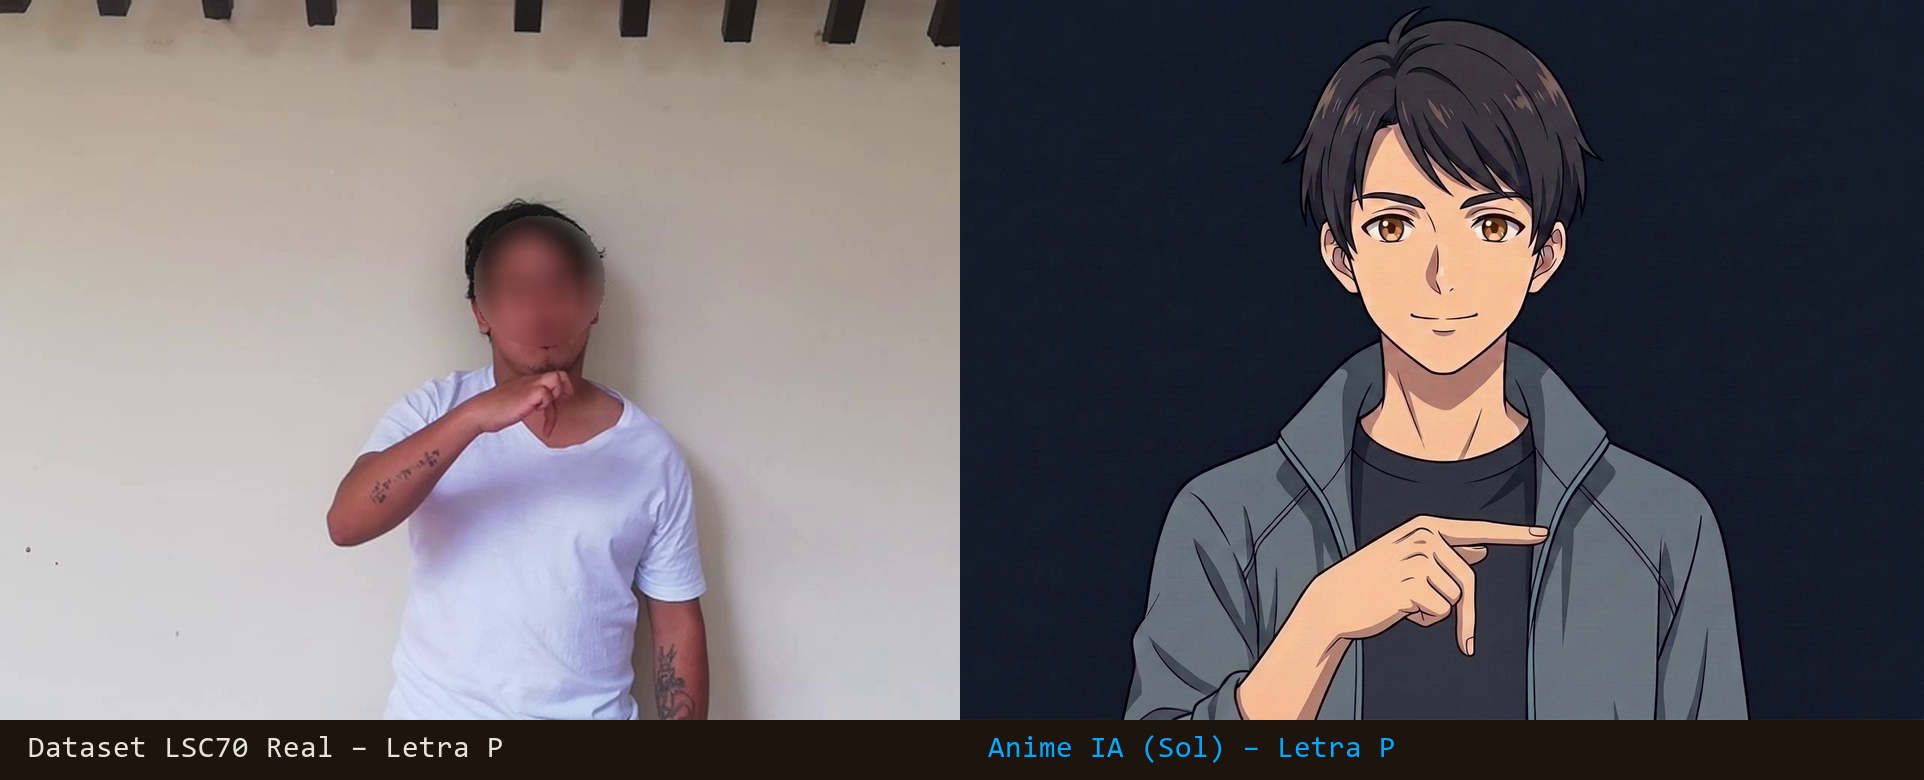 Dataset LSC70 Real – Letra P
Anime IA (Sol) – Letra P